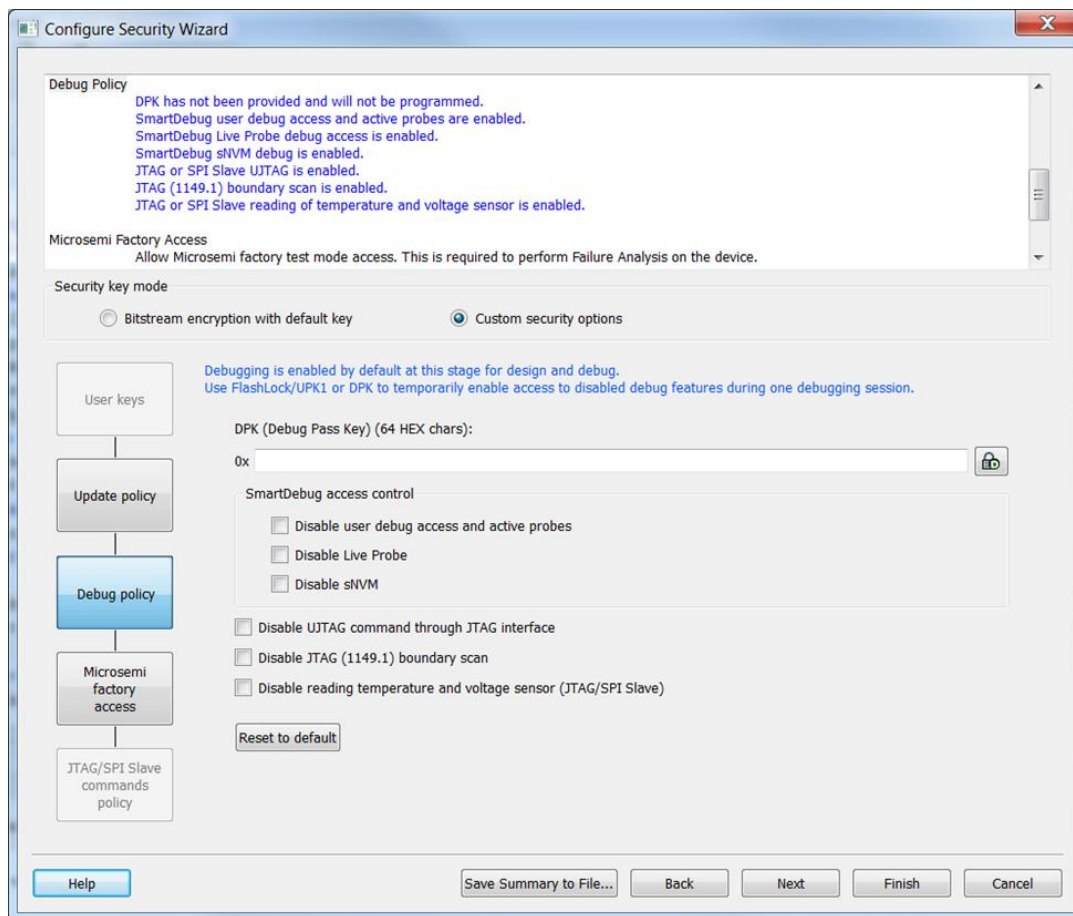 Configure Security Wizard
X
Debug Policy
DPK has not been provided and will not be programmed.
SmartDebug user debug access and active probes are enabled.
SmartDebug Live Probe debug access is enabled.
SmartDebug sNVM debug is enabled.
JTAG or SPI Slave UJTAG is enabled.
JTAG (1149.1) boundary scan is enabled.
JTAG or SPI Slave reading of temperature and voltage sensor is enabled.
Microsemi Factory Access
Allow Microsemi factory test mode access. This is required to perform Failure Analysis on the device.
Security key mode
Bitstream encryption with default key
Custom security options
User keys
Update policy
Debug policy
Microsemi
factory
access
JTAG/SPI Slave
commands
policy
Debugging is enabled by default at this stage for design and debug.
Use FlashLock/UPK1 or DPK to temporarily enable access to disabled debug features during one debugging session.
DPK (Debug Pass Key) (64 HEX chars):
0x
SmartDebug access control
Disable user debug access and active probes
Disable Live Probe
Disable sNVM
Disable UJTAG command through JTAG interface
Disable JTAG (1149.1) boundary scan
Disable reading temperature and voltage sensor (JTAG/SPI Slave)
Reset to default
Help
Save Summary to File...
Back
Next
Finish
Cancel